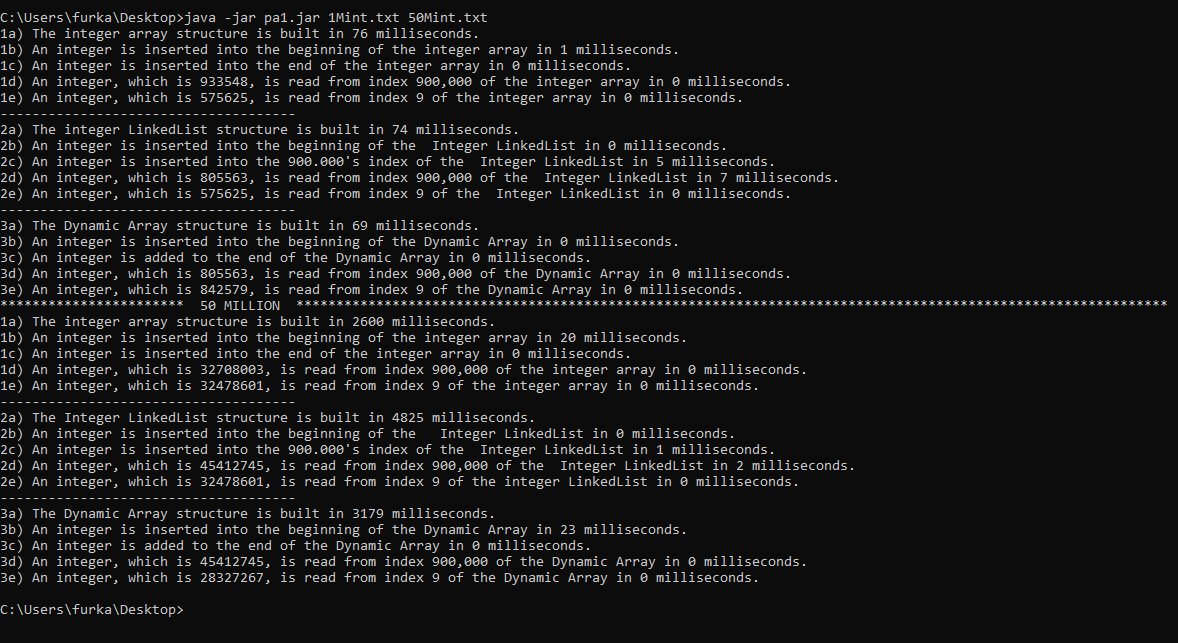 C:\Users\furka\Desktop>java -jar pa1.jar 1Mint.txt 50Mint.txt
1a) The integer array structure is built in 76 milliseconds.
1b) An integer is inserted into the beginning of the integer array in 1 milliseconds.
1c) An integer is inserted into the end of the integer array in 0 milliseconds.
1d) An integer, which is 933548, is read from index 900,000 of the integer array in 0 milliseconds.
1e) An integer, which is 575625, is read from index 9 of the integer array in 0 milliseconds.
-------------------------------------
2a) The integer LinkedList structure is built in 74 milliseconds.
2b) An integer is inserted into the beginning of the  Integer LinkedList in 0 milliseconds.
2c) An integer is inserted into the 900.000's index of the  Integer LinkedList in 5 milliseconds.
2d) An integer, which is 805563, is read from index 900,000 of the  Integer LinkedList in 7 milliseconds.
2e) An integer, which is 575625, is read from index 9 of the  Integer LinkedList in 0 milliseconds.
-------------------------------------
3a) The Dynamic Array structure is built in 69 milliseconds.
3b) An integer is inserted into the beginning of the Dynamic Array in 0 milliseconds.
3c) An integer is added to the end of the Dynamic Array in 0 milliseconds.
3d) An integer, which is 805563, is read from index 900,000 of the Dynamic Array in 0 milliseconds.
3e) An integer, which is 842579, is read from index 9 of the Dynamic Array in 0 milliseconds.
***********************  50 MILLION  *************************************************************************************************************
1a) The integer array structure is built in 2600 milliseconds.
1b) An integer is inserted into the beginning of the integer array in 20 milliseconds.
1c) An integer is inserted into the end of the integer array in 0 milliseconds.
1d) An integer, which is 32708003, is read from index 900,000 of the integer array in 0 milliseconds.
1e) An integer, which is 32478601, is read from index 9 of the integer array in 0 milliseconds.
-------------------------------------
2a) The Integer LinkedList structure is built in 4825 milliseconds.
2b) An integer is inserted into the beginning of the   Integer LinkedList in 0 milliseconds.
2c) An integer is inserted into the 900.000's index of the  Integer LinkedList in 1 milliseconds.
2d) An integer, which is 45412745, is read from index 900,000 of the  Integer LinkedList in 2 milliseconds.
2e) An integer, which is 32478601, is read from index 9 of the integer LinkedList in 0 milliseconds.
-------------------------------------
3a) The Dynamic Array structure is built in 3179 milliseconds.
3b) An integer is inserted into the beginning of the Dynamic Array in 23 milliseconds.
3c) An integer is added to the end of the Dynamic Array in 0 milliseconds.
3d) An integer, which is 45412745, is read from index 900,000 of the Dynamic Array in 0 milliseconds.
3e) An integer, which is 28327267, is read from index 9 of the Dynamic Array in 0 milliseconds.
C:\Users\furka\Desktop>